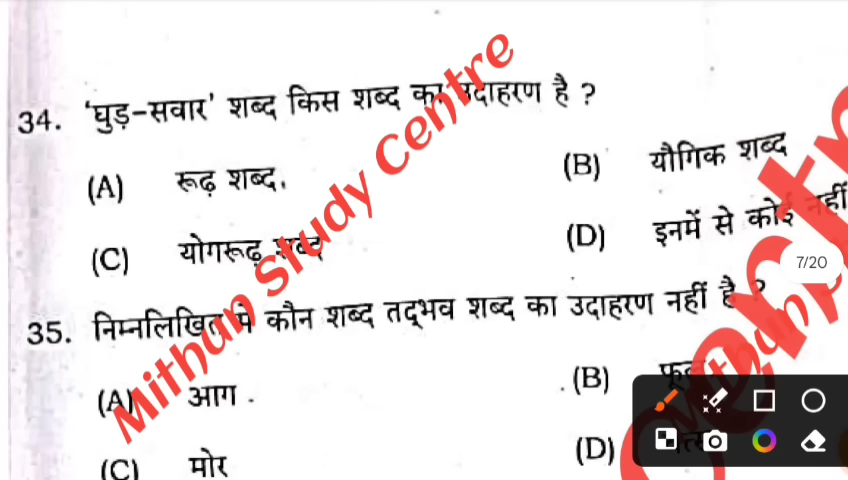 34. 'घुड़-सवार' शब्द किस शब्द का उदाहरण है ?
(A) रूढ़ शब्द.
(B) यौगिक शब्द
(C) योगरूढ़ शब्द
(D) इनमें से कोई नहीं
7/20
35. निम्नलिखित में कौन शब्द तद्भव शब्द का उदाहरण नहीं है ?
(A) आग .
(B)
(C) मोर
(D)
Mithan Study Centre